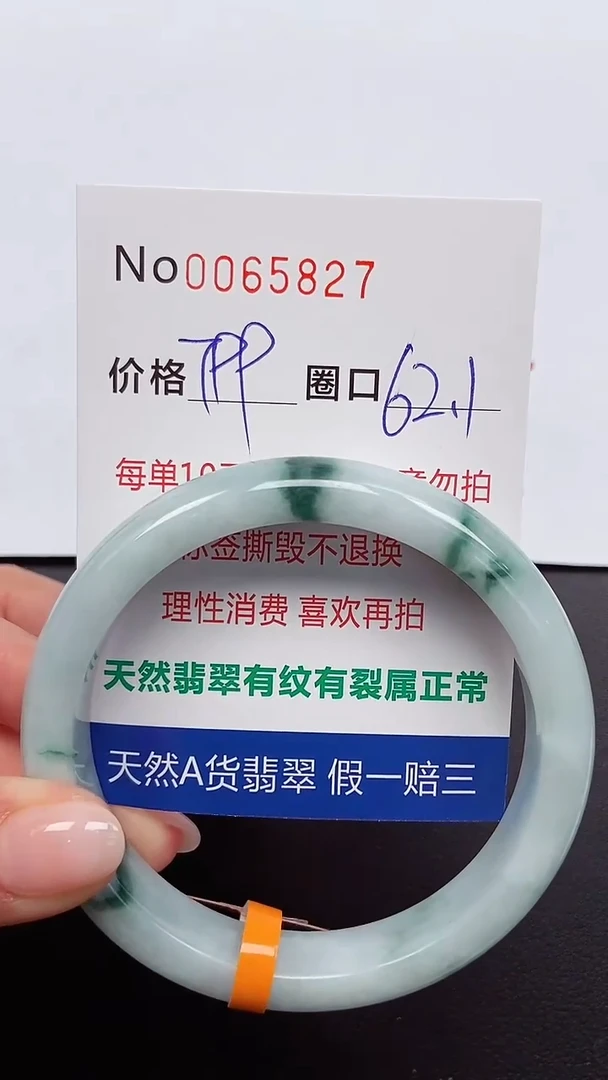 No0065827
价格 圈口62.1
每单10 勿拍
标签撕毁不退换
理性消费 喜欢再拍
天然翡翠有纹有裂属正常
天然A货翡翠 假一赔三